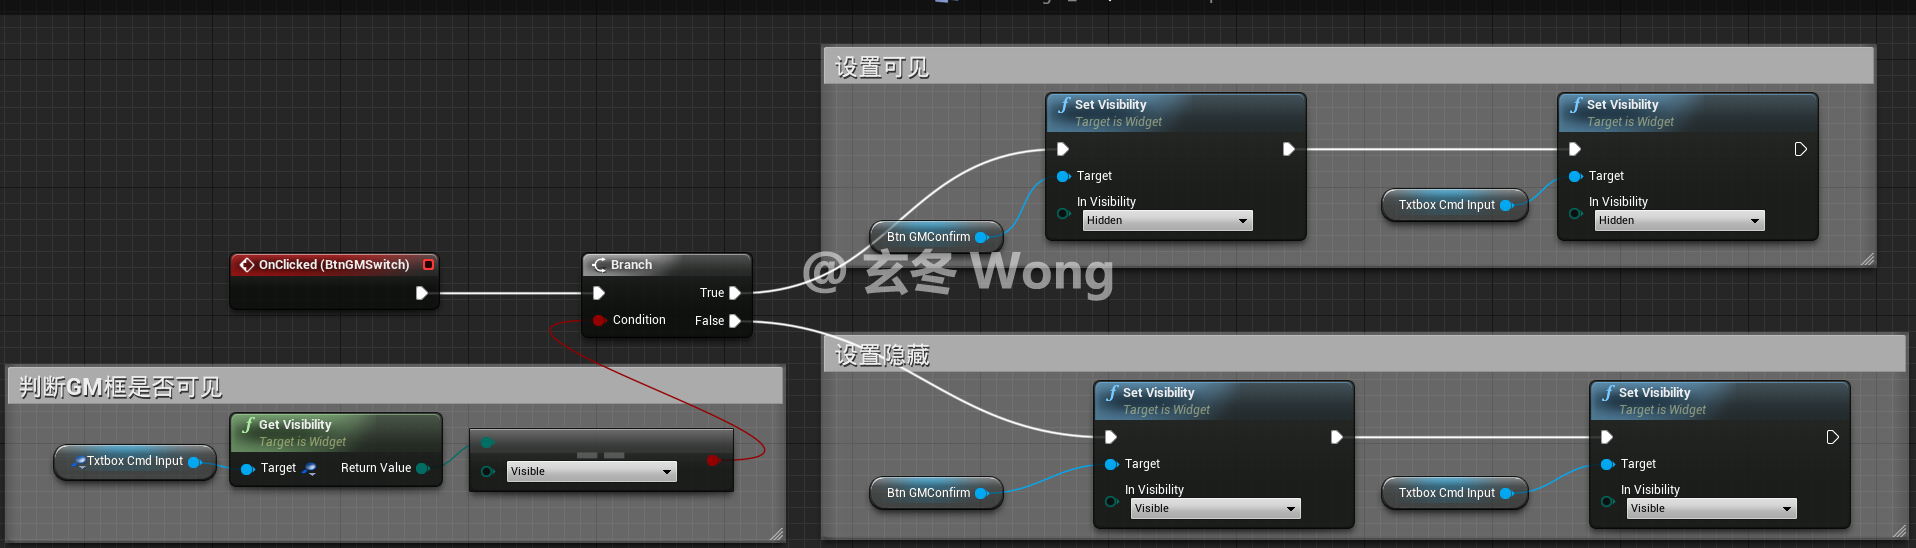 设置可见
Set Visibility
Target is Widget
Target
In Visibility
Hidden
Btn GMConfirm
Set Visibility
Target is Widget
Target
In Visibility
Hidden
Txtbox Cmd Input
OnClicked (BtnGMSwitch)
Branch
True
Condition
False
@玄冬 Wong
设置隐藏
Set Visibility
Target is Widget
Target
In Visibility
Visible
Btn GMConfirm
Set Visibility
Target is Widget
Target
In Visibility
Visible
Txtbox Cmd Input
判断GM框是否可见
Get Visibility
Target is Widget
Txtbox Cmd Input
Target
Return Value
Visible